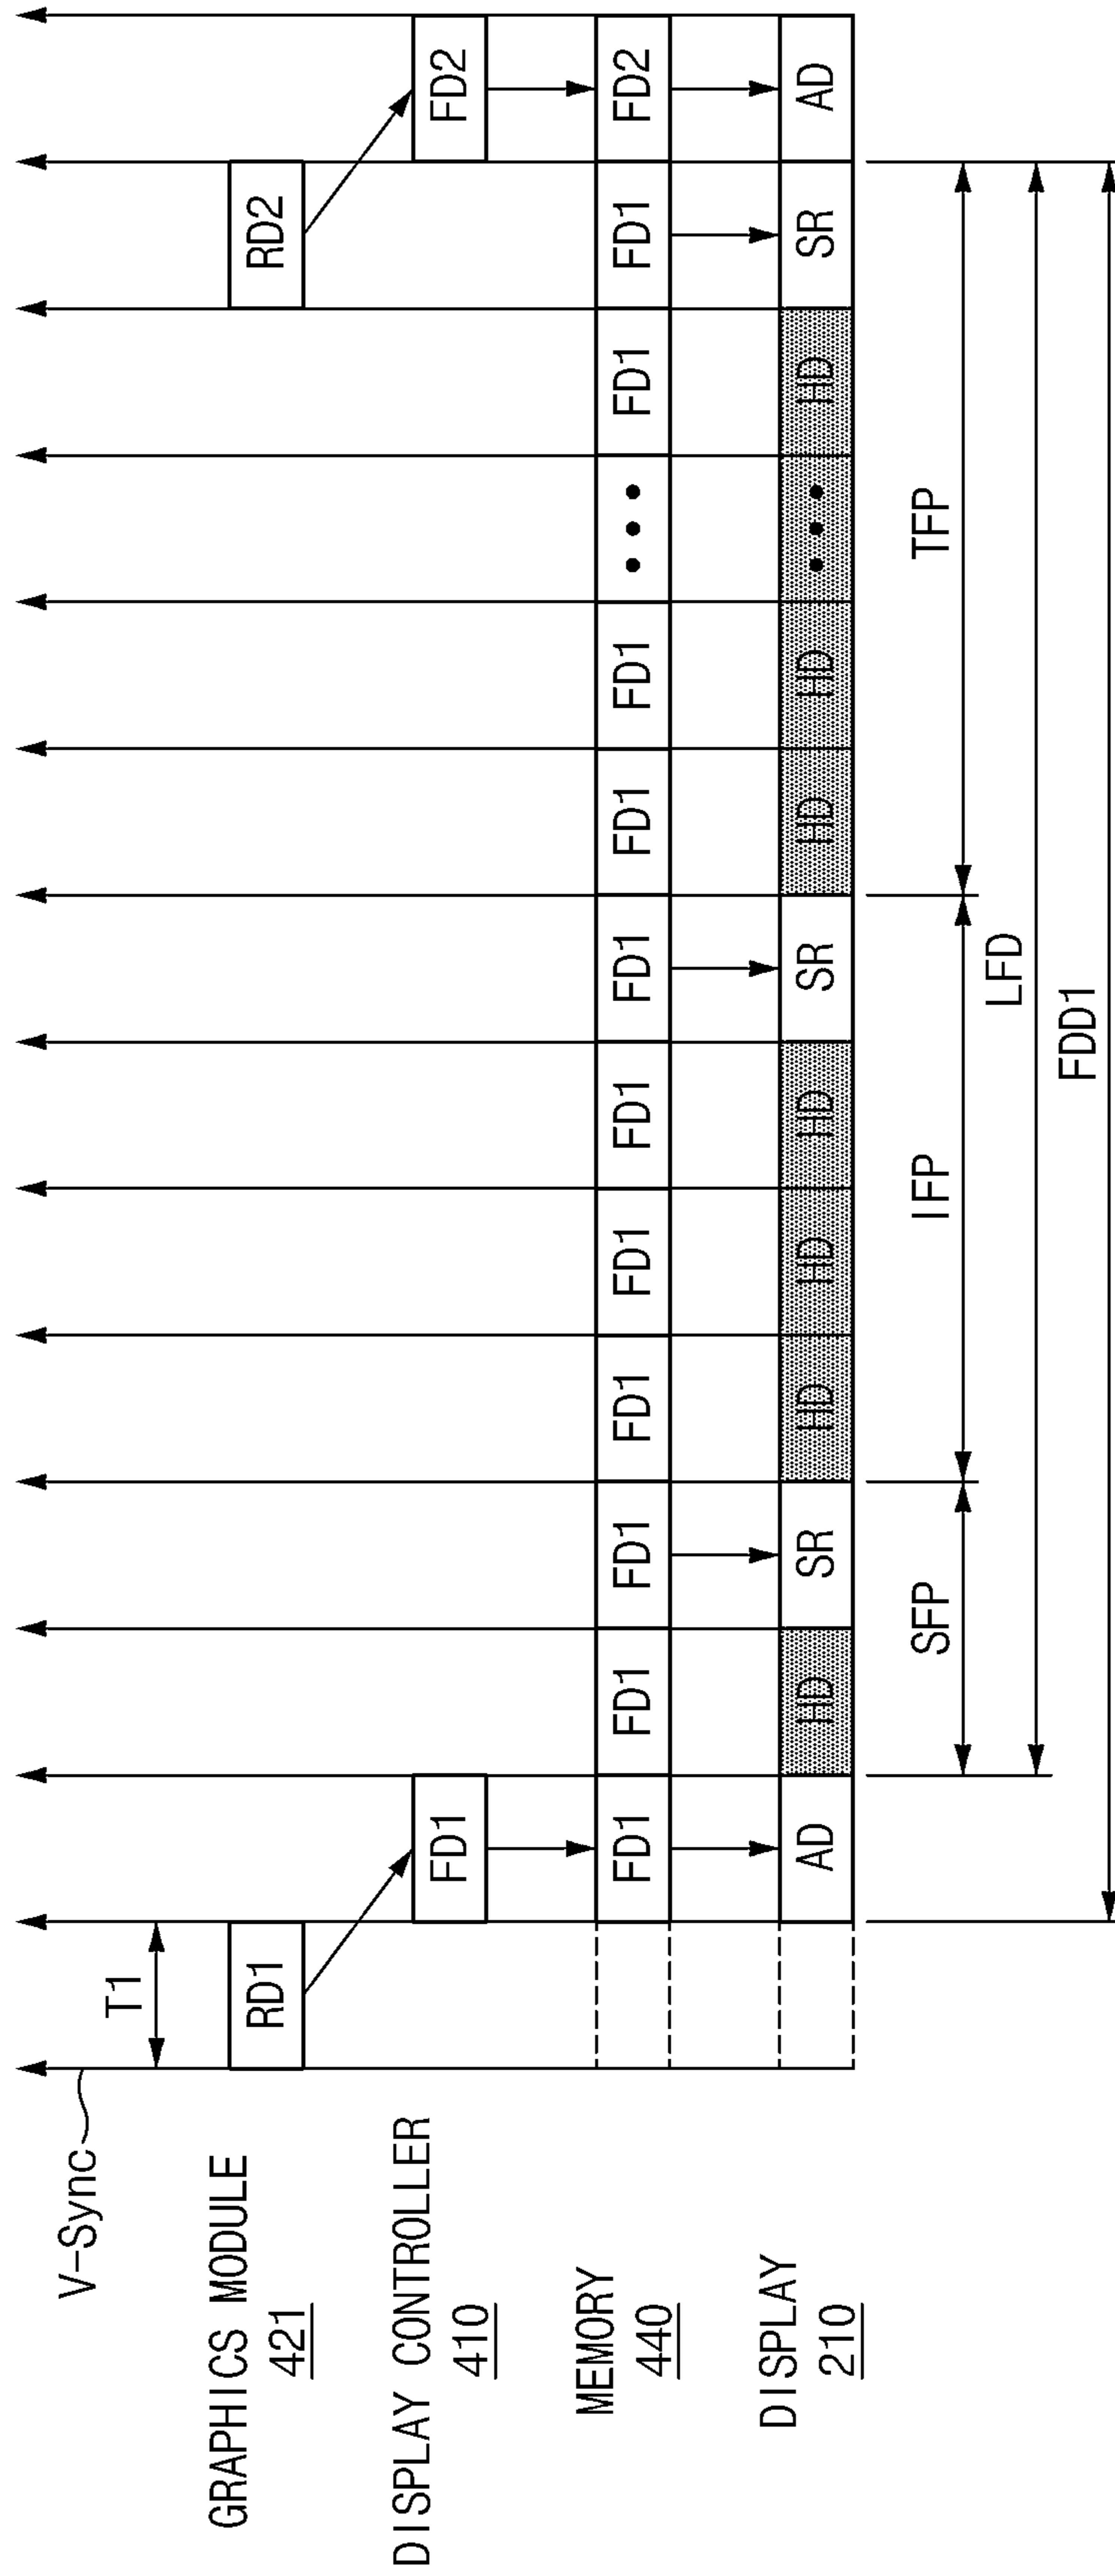 V-Sync
T1
GRAPHICS MODULE
421
RD1
RD2
DISPLAY CONTROLLER
410
FD1
FD2
MEMORY
440
FD1 FD1 FD1 FD1 FD1 FD1 FD1 FD1 FD1 • • • FD1 FD1 FD2
DISPLAY
210
AD HD SR HD HD HD SR HD HD • • • HD SR AD
SFP
IFP
TFP
LFD
FDD1